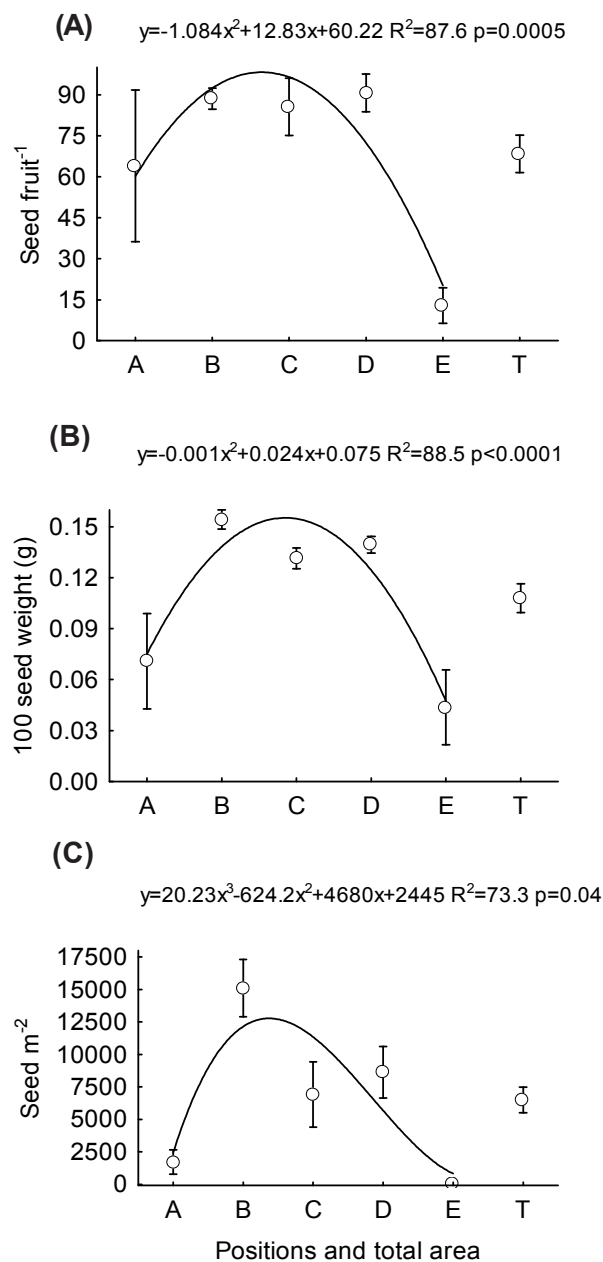 (A)
y=-1.084x²+12.83x+60.22 R²=87.6 p=0.0005
90
75
60
45
30
15
0
Seed fruit⁻¹
A B C D E T
(B)
y=-0.001x²+0.024x+0.075 R²=88.5 p<0.0001
0.15
0.12
0.09
0.06
0.03
0.00
100 seed weight (g)
A B C D E T
(C)
y=20.23x³-624.2x²+4680x+2445 R²=73.3 p=0.04
17500
15000
12500
10000
7500
5000
2500
0
Seed m⁻²
A B C D E T
Positions and total area